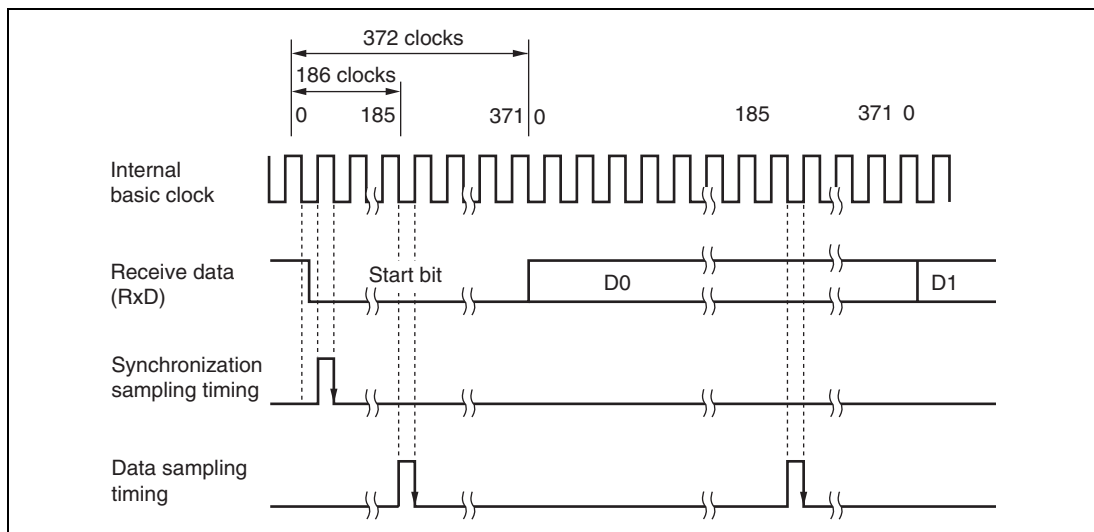 372 clocks
186 clocks
0 185 371 0 185 371 0
Internal
basic clock
Receive data
(RxD)
Start bit D0 D1
Synchronization
sampling timing
Data sampling
timing